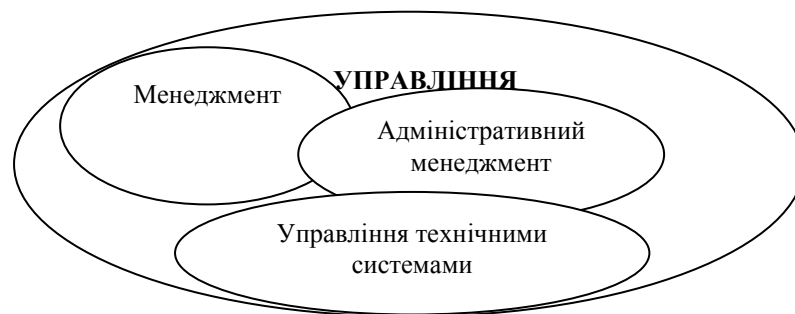 УПРАВЛІННЯ
Менеджмент
Адміністративний
менеджмент
Управління технічними
системами